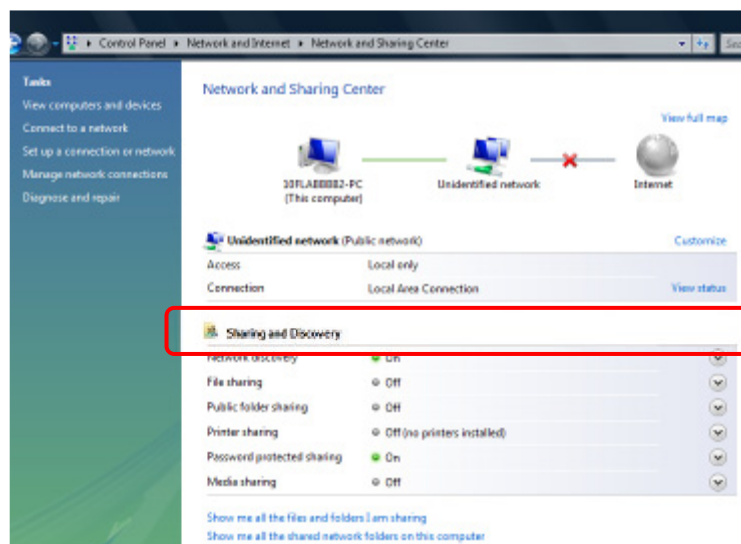 Control Panel ▸ Network and Internet ▸ Network and Sharing Center
Tasks
View computers and devices
Connect to a network
Set up a connection or network
Manage network connections
Diagnose and repair
Network and Sharing Center
View full map
(This computer)
Unidentified network
Internet
Unidentified network (Public network)
Customize
Access Local only
Connection Local Area Connection View status
Sharing and Discovery
Network discovery On
File sharing Off
Public folder sharing Off
Printer sharing Off (no printers installed)
Password protected sharing On
Media sharing Off
Show me all the files and folders I am sharing
Show me all the shared network folders on this computer